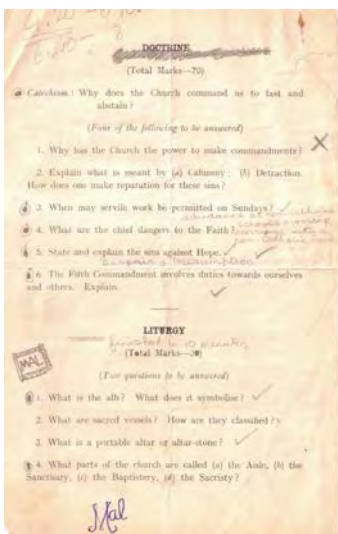 DOCTRINE
(Total Marks—70)
Catechism: Why does the Church command us to fast and
abstain?
(Four of the following to be answered)
1. Why has the Church the power to make commandments?
2. Explain what is meant by (a) Calumny; (b) Detraction.
How does one make reparation for these sins?
3. When may servile work be permitted on Sundays?
4. What are the chief dangers to the Faith?
5. State and explain the sins against Hope.
Despair & Presumption
6. The Fifth Commandment involves duties towards ourselves
and others. Explain.
LITURGY
finished in 10 minutes
(Total Marks—30)
(Two questions to be answered)
MAL
1. What is the alb? What does it symbolise?
2. What are sacred vessels? How are they classified?
3. What is a portable altar or altar-stone?
4. What parts of the church are called (a) the Aisle, (b) the
Sanctuary, (c) the Baptistery, (d) the Sacristy?
Mal